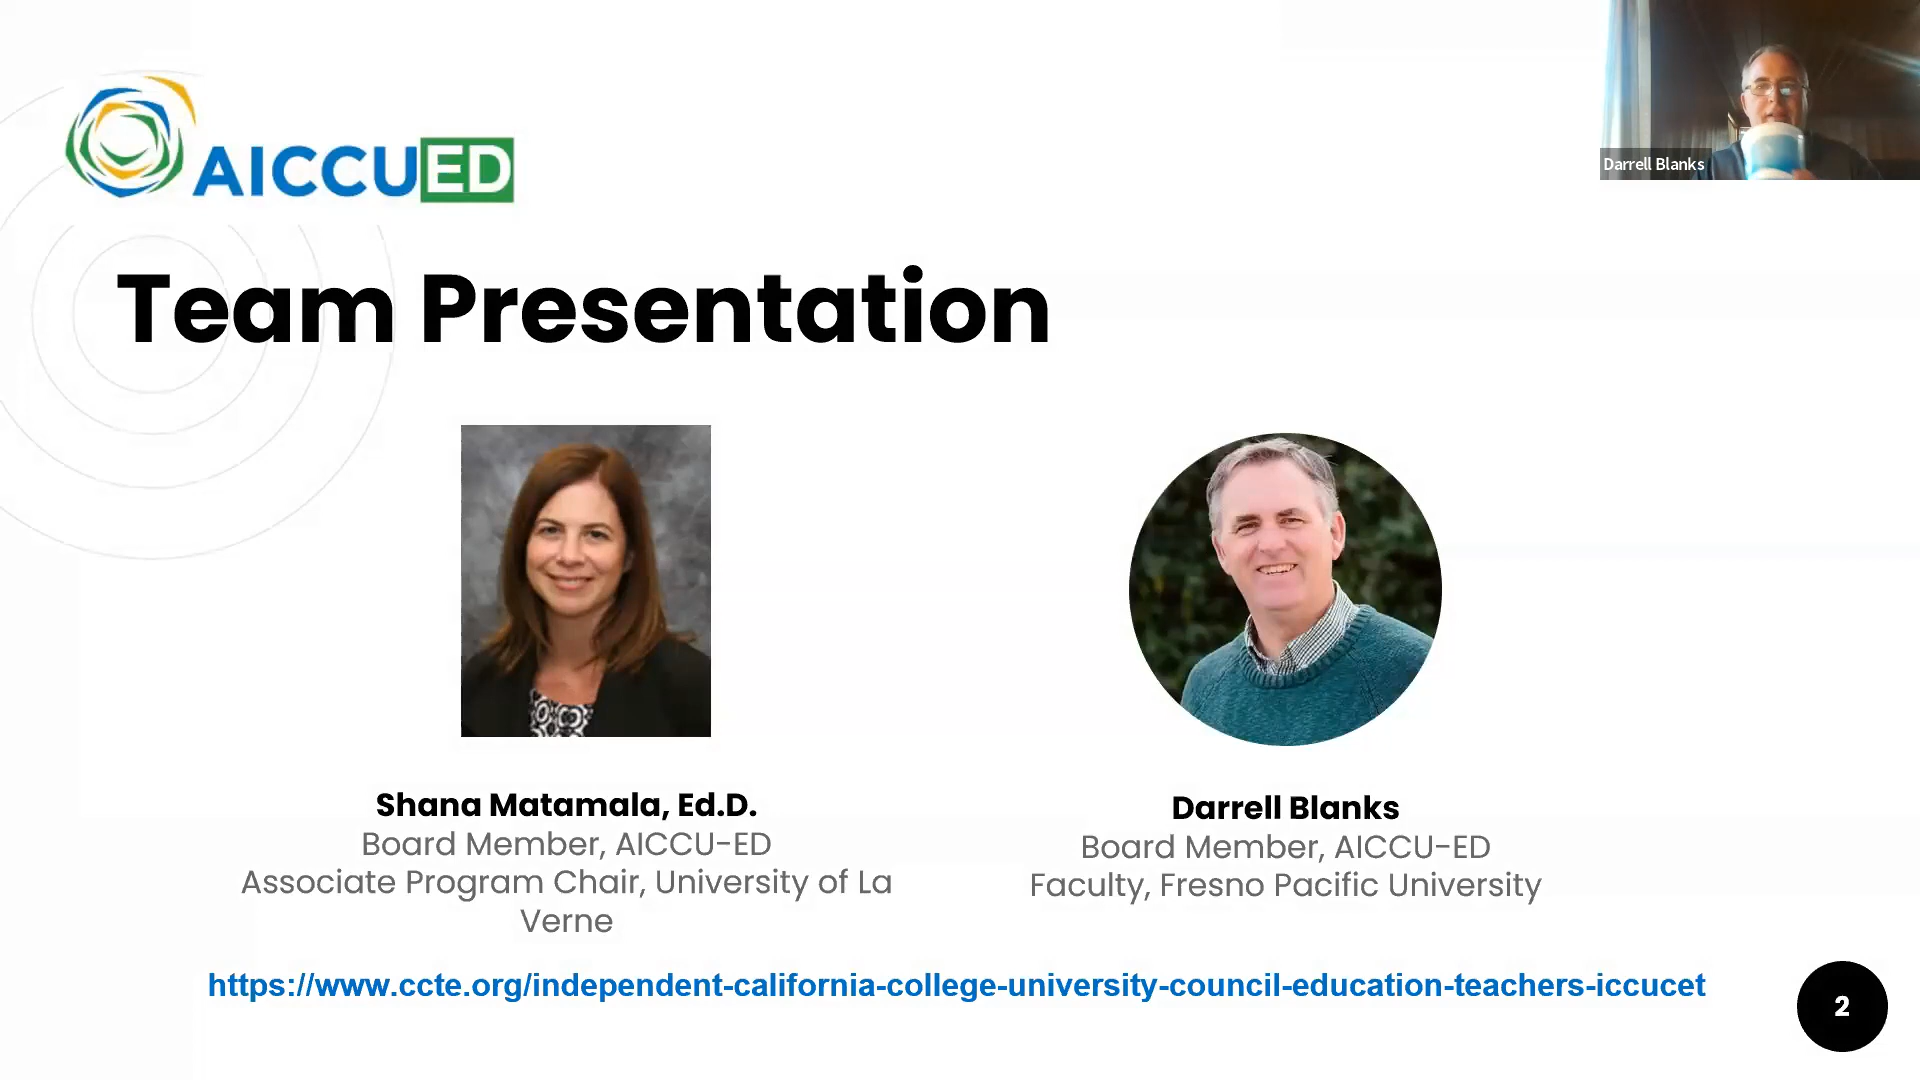 AICCUED
Darrell Blanks
Team Presentation
Shana Matamala, Ed.D.
Board Member, AICCU-ED
Associate Program Chair, University of La
Verne
Darrell Blanks
Board Member, AICCU-ED
Faculty, Fresno Pacific University
https://www.ccte.org/independent-california-college-university-council-education-teachers-iccucet
2